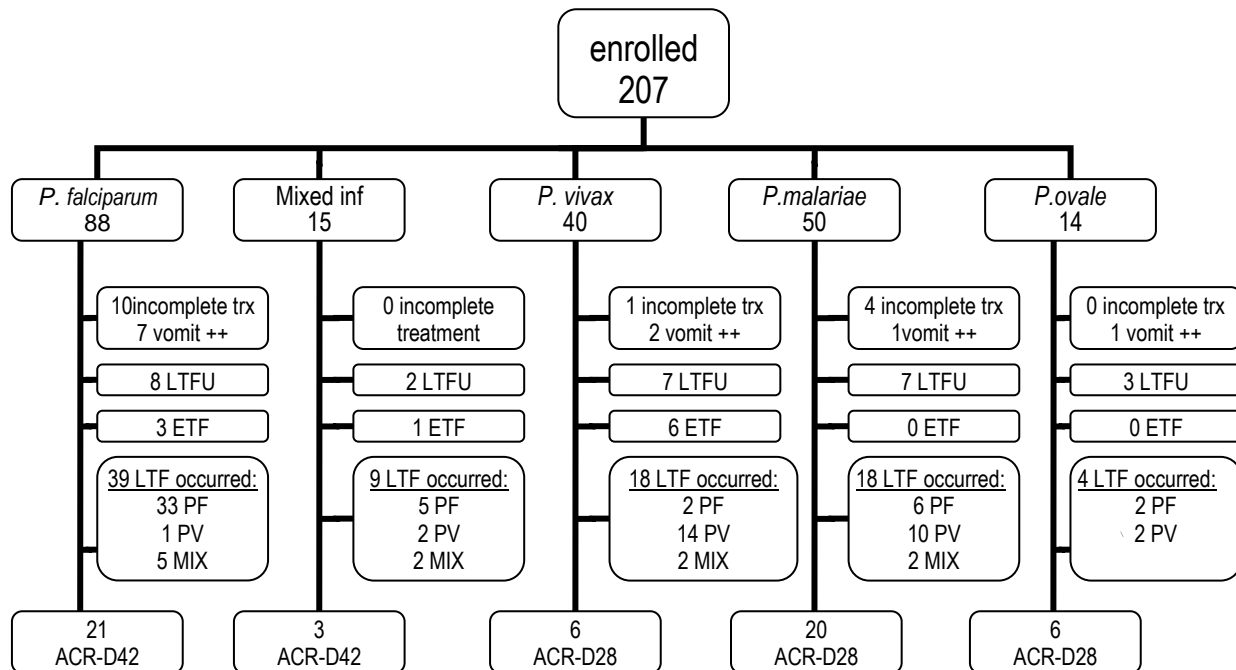 enrolled
207
P. falciparum
88
Mixed inf
15
P. vivax
40
P.malariae
50
P.ovale
14
10incomplete trx
7 vomit ++
0 incomplete
treatment
1 incomplete trx
2 vomit ++
4 incomplete trx
1vomit ++
0 incomplete trx
1 vomit ++
8 LTFU
2 LTFU
7 LTFU
7 LTFU
3 LTFU
3 ETF
1 ETF
6 ETF
0 ETF
0 ETF
39 LTF occurred:
33 PF
1 PV
5 MIX
9 LTF occurred:
5 PF
2 PV
2 MIX
18 LTF occurred:
2 PF
14 PV
2 MIX
18 LTF occurred:
6 PF
10 PV
2 MIX
4 LTF occurred:
2 PF
2 PV
21
ACR-D42
3
ACR-D42
6
ACR-D28
20
ACR-D28
6
ACR-D28